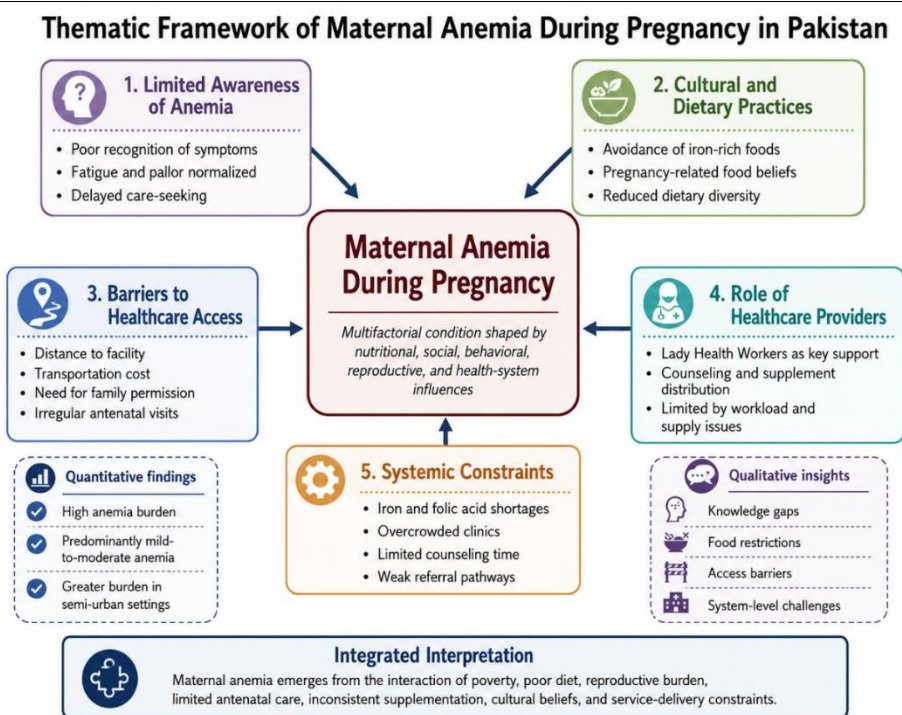 Thematic Framework of Maternal Anemia During Pregnancy in Pakistan
?
1. Limited Awareness
of Anemia
• Poor recognition of symptoms
• Fatigue and pallor normalized
• Delayed care-seeking
2. Cultural and
Dietary Practices
• Avoidance of iron-rich foods
• Pregnancy-related food beliefs
• Reduced dietary diversity
Maternal Anemia
During Pregnancy
Multifactorial condition shaped by
nutritional, social, behavioral,
reproductive, and health-system
influences
3. Barriers to
Healthcare Access
• Distance to facility
• Transportation cost
• Need for family permission
• Irregular antenatal visits
4. Role of
Healthcare Providers
• Lady Health Workers as key support
• Counseling and supplement
distribution
• Limited by workload and
supply issues
5. Systemic Constraints
• Iron and folic acid shortages
• Overcrowded clinics
• Limited counseling time
• Weak referral pathways
Quantitative findings
High anemia burden
Predominantly mild-
to-moderate anemia
Greater burden in
semi-urban settings
Qualitative insights
Knowledge gaps
Food restrictions
Access barriers
System-level challenges
Integrated Interpretation
Maternal anemia emerges from the interaction of poverty, poor diet, reproductive burden,
limited antenatal care, inconsistent supplementation, cultural beliefs, and service-delivery constraints.